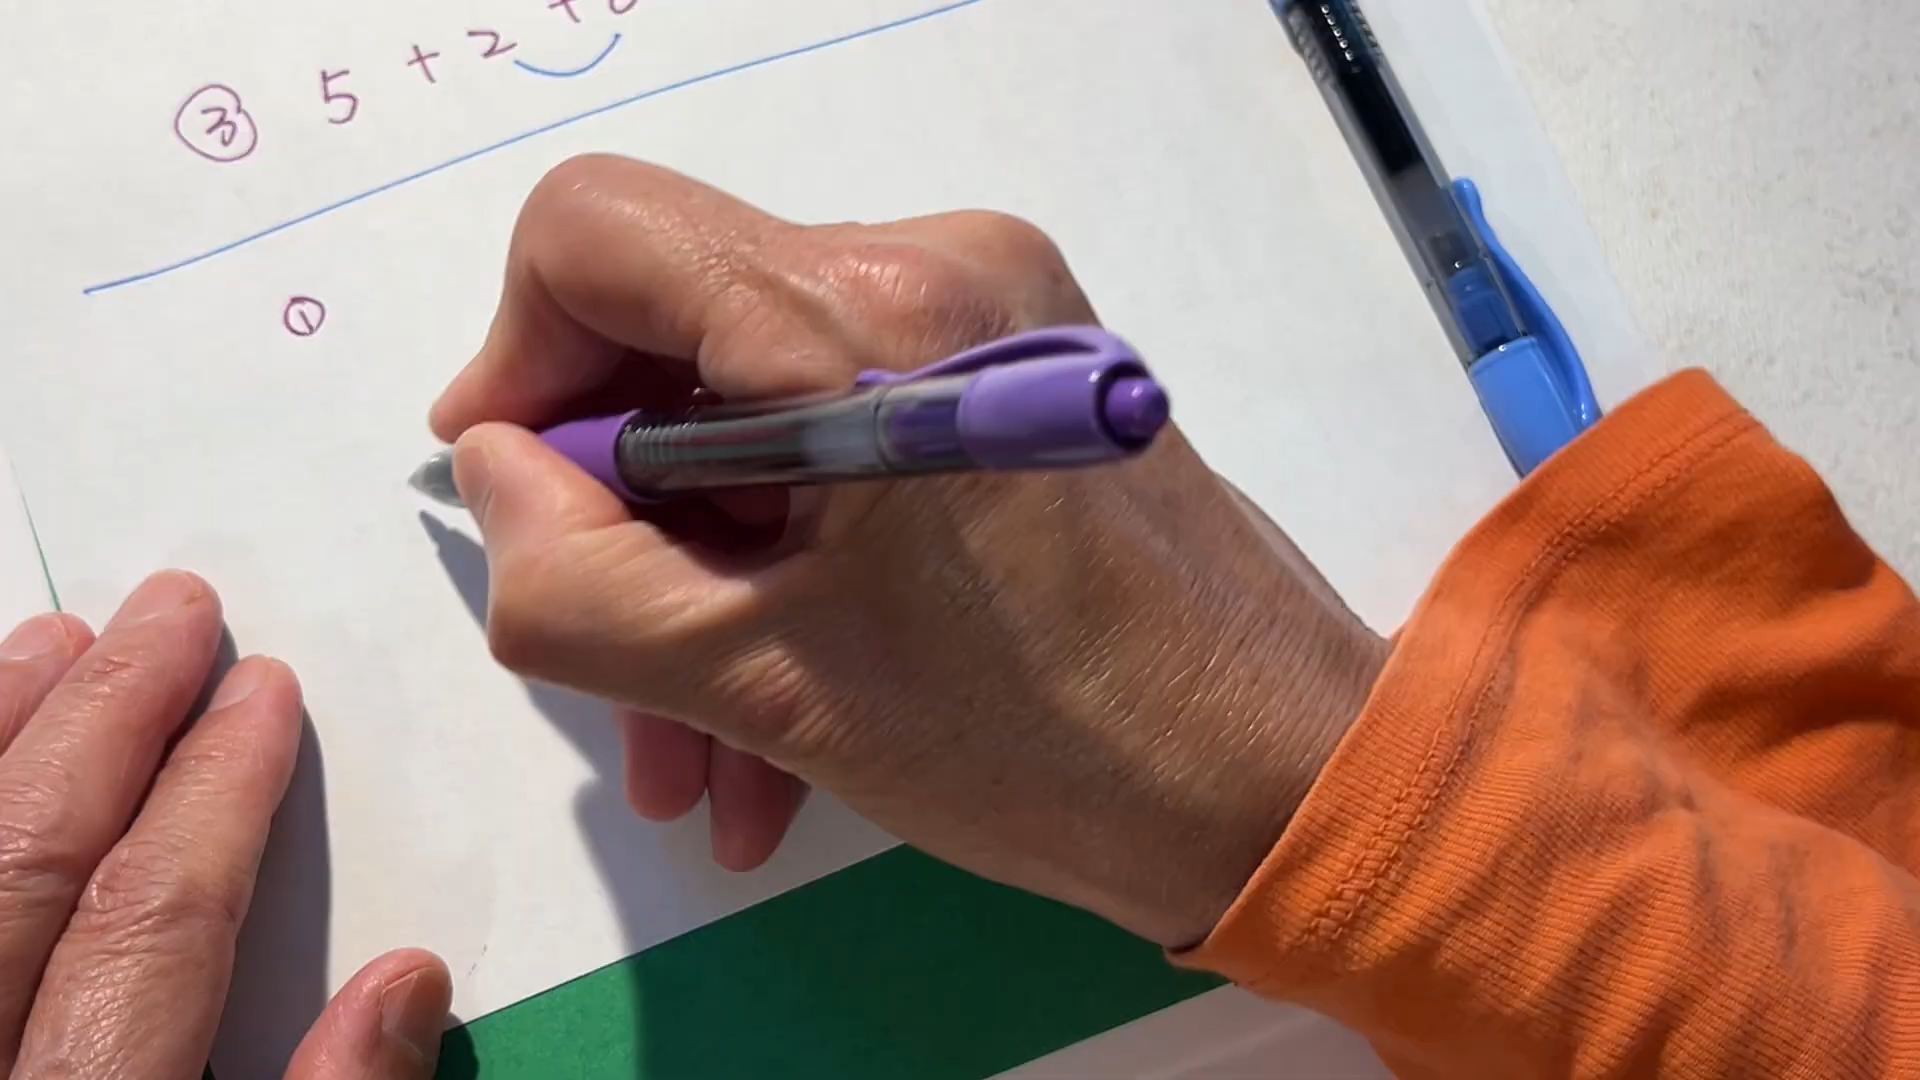 ③ 5 + 2 +
①